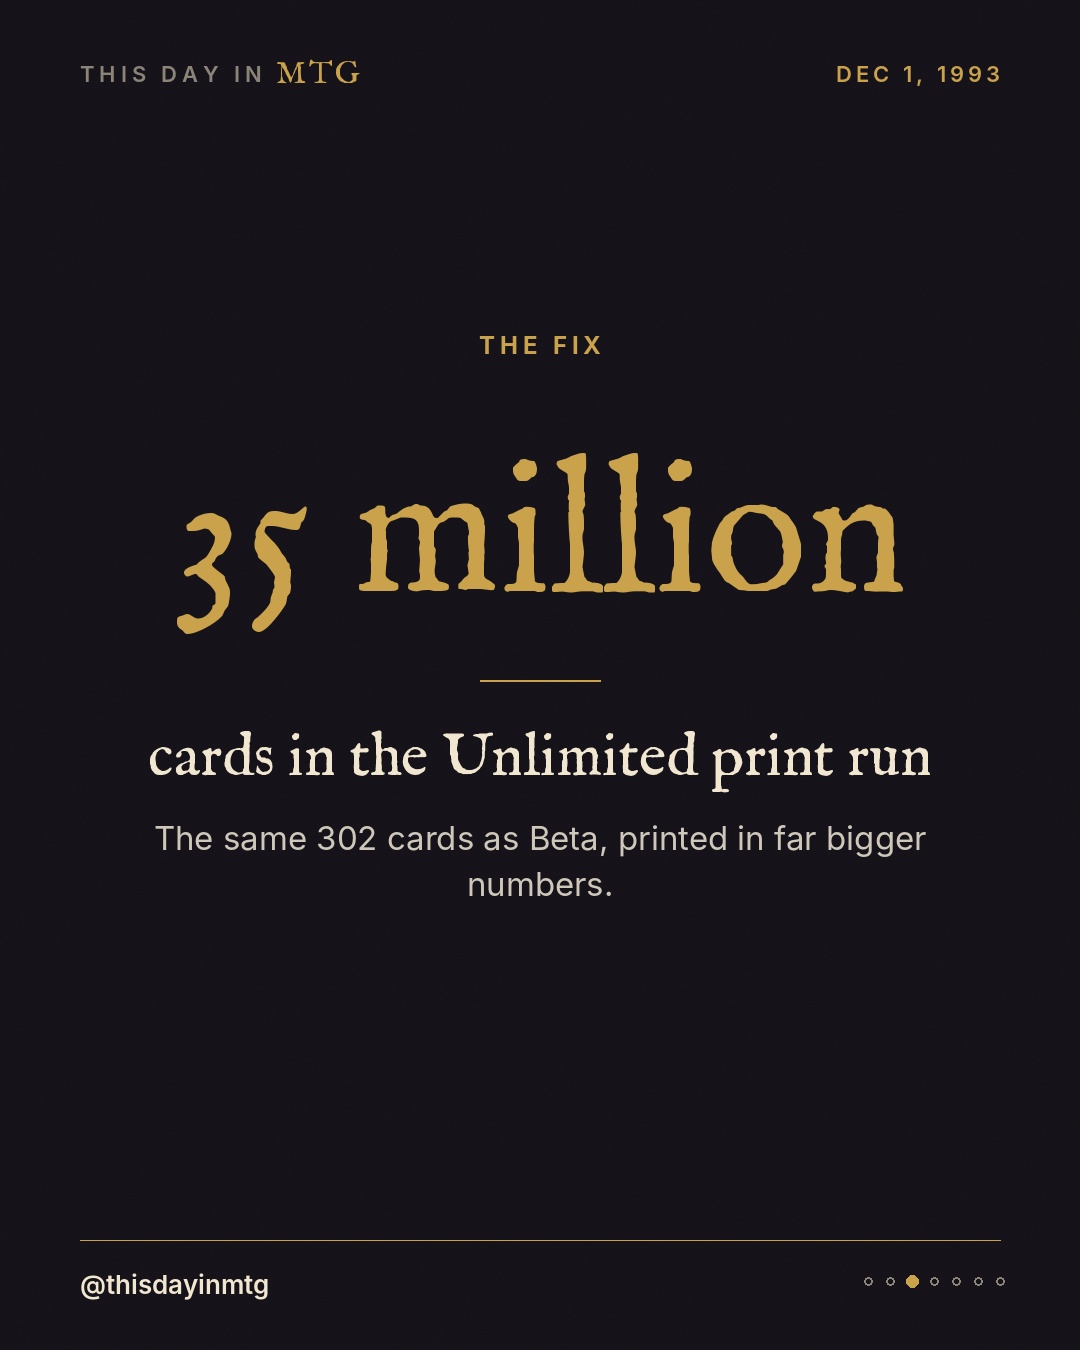 THIS DAY IN MTG
DEC 1, 1993
THE FIX
35 million
cards in the Unlimited print run
The same 302 cards as Beta, printed in far bigger
numbers.
@thisdayinmtg